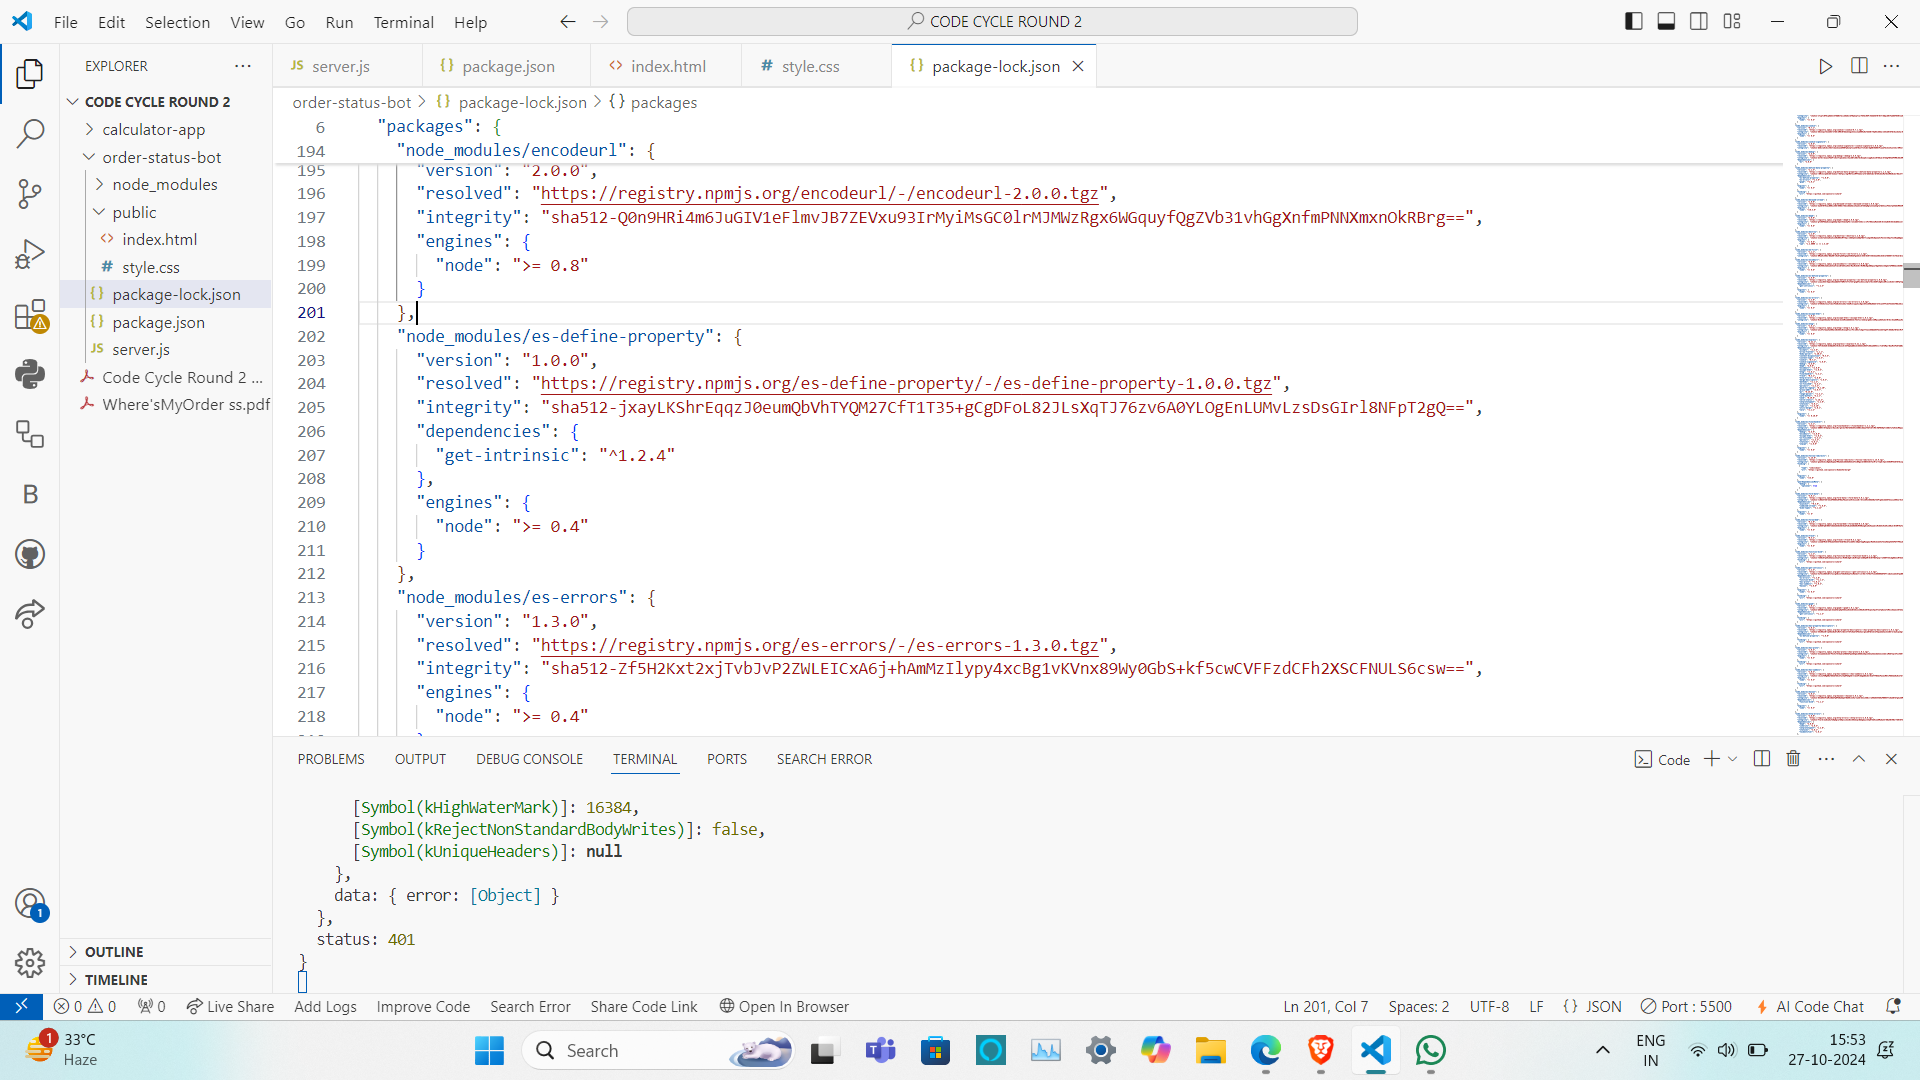 File Edit Selection View Go Run Terminal Help
CODE CYCLE ROUND 2
EXPLORER
CODE CYCLE ROUND 2
calculator-app
order-status-bot
node_modules
public
index.html
style.css
package-lock.json
package.json
server.js
Code Cycle Round 2 ...
Where'sMyOrder ss.pdf
OUTLINE
TIMELINE
server.js
package.json
index.html
style.css
package-lock.json
order-status-bot > {} package-lock.json > {} packages
6 "packages": {
194 "node_modules/encodeurl": {
195 "version": "2.0.0",
196 "resolved": "https://registry.npmjs.org/encodeurl/-/encodeurl-2.0.0.tgz",
197 "integrity": "sha512-Q0n9HRi4m6JuGIV1eFlmvJB7ZEVxu93IrMyiMsGC0lrMJMWzRgx6WGquyfQgZVb31vhGgXnfmPNNXmxnOkRBrg==",
198 "engines": {
199 "node": ">= 0.8"
200 }
201 },
202 "node_modules/es-define-property": {
203 "version": "1.0.0",
204 "resolved": "https://registry.npmjs.org/es-define-property/-/es-define-property-1.0.0.tgz",
205 "integrity": "sha512-jxayLKShrEqqzJ0eumQbVhTYQM27CfT1T35+gCgDFoL82JLsXqTJ76zv6A0YLOgEnLUMvLzsDsGIrl8NFpT2gQ==",
206 "dependencies": {
207 "get-intrinsic": "^1.2.4"
208 },
209 "engines": {
210 "node": ">= 0.4"
211 }
212 },
213 "node_modules/es-errors": {
214 "version": "1.3.0",
215 "resolved": "https://registry.npmjs.org/es-errors/-/es-errors-1.3.0.tgz",
216 "integrity": "sha512-Zf5H2Kxt2xjTvbJvP2ZWLEICxA6j+hAmMzIlypy4xcBg1vKVnx89Wy0GbS+kf5cwCVFFzdCFh2XSCFNULS6csw==",
217 "engines": {
218 "node": ">= 0.4"
PROBLEMS OUTPUT DEBUG CONSOLE TERMINAL PORTS SEARCH ERROR
Code
[Symbol(kHighWaterMark)]: 16384,
[Symbol(kRejectNonStandardBodyWrites)]: false,
[Symbol(kUniqueHeaders)]: null
},
data: { error: [Object] }
},
status: 401
}
0 0 0 Live Share Add Logs Improve Code Search Error Share Code Link Open In Browser
Ln 201, Col 7 Spaces: 2 UTF-8 LF {} JSON Port : 5500 AI Code Chat
1
33°C
Haze
Search
ENG
IN
15:53
27-10-2024